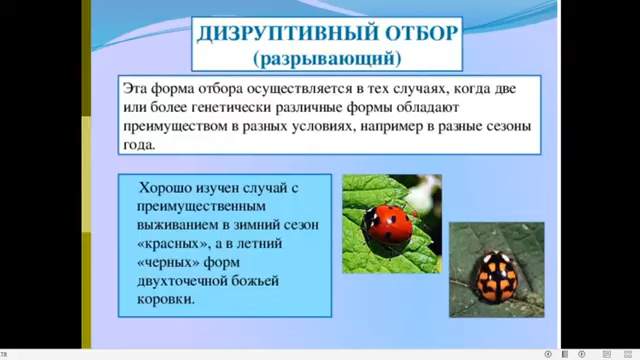 ДИЗРУПТИВНЫЙ ОТБОР
(разрывающий)
Эта форма отбора осуществляется в тех случаях, когда две
или более генетически различные формы обладают
преимуществом в разных условиях, например в разные сезоны
года.
Хорошо изучен случай с
преимущественным
выживанием в зимний сезон
«красных», а в летний
«черных» форм
двухточечной божьей
коровки.
78